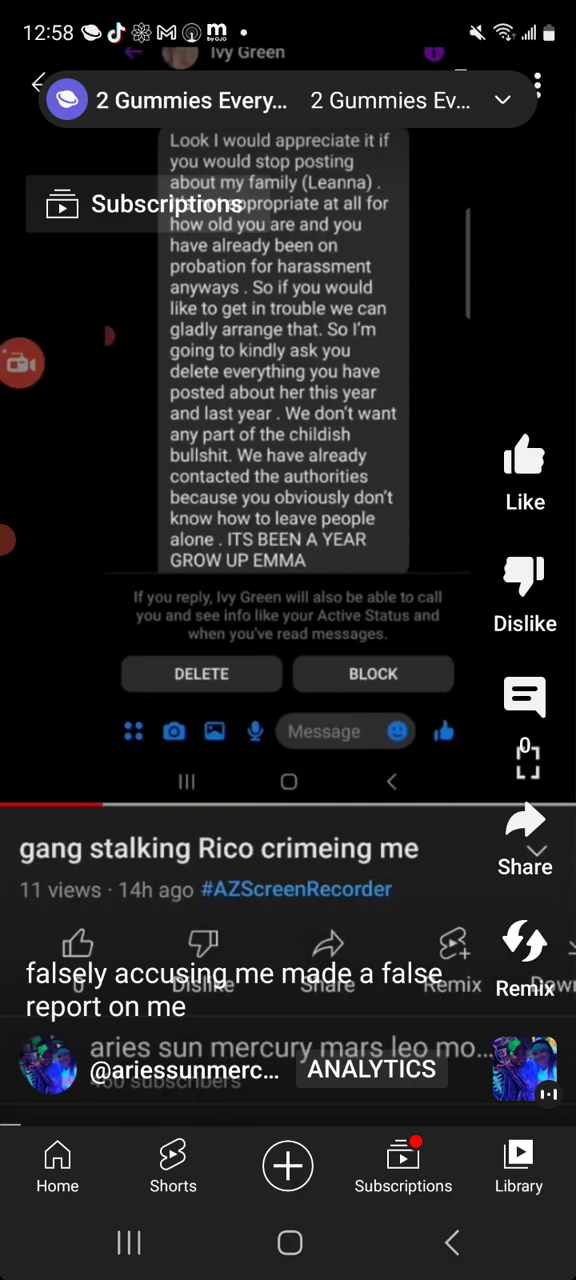 12:58
Ivy Green
2 Gummies Every... 2 Gummies Ev...
Look I would appreciate it if
you would stop posting
about my family (Leanna) .
It's not appropriate at all for
Subscriptions
how old you are and you
have already been on
probation for harassment
anyways . So if you would
like to get in trouble we can
gladly arrange that. So I'm
going to kindly ask you
delete everything you have
posted about her this year
and last year . We don't want
any part of the childish
bullshit. We have already
contacted the authorities
because you obviously don't
know how to leave people
alone . ITS BEEN A YEAR
GROW UP EMMA
Like
If you reply, Ivy Green will also be able to call
you and see info like your Active Status and
when you've read messages.
Dislike
DELETE BLOCK
Message
0
gang stalking Rico crimeing me
Share
11 views · 14h ago #AZScreenRecorder
0 Dislike Share Remix Down
falsely accusing me made a false
report on me
Remix
aries sun mercury mars leo mo...
@ariessunmerc... ANALYTICS
subscribers
Home Shorts Subscriptions Library